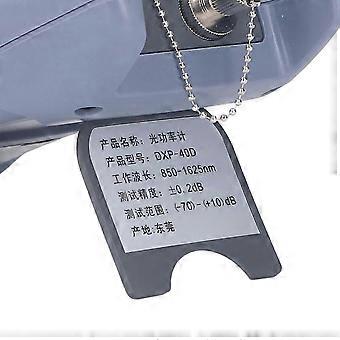 产品名称: 光功率计
产品型号: DXP-40D
工作波长: 850-1625nm
测试精度: ±0.2dB
测试范围: (-70)-(+10)dB
产地:东莞